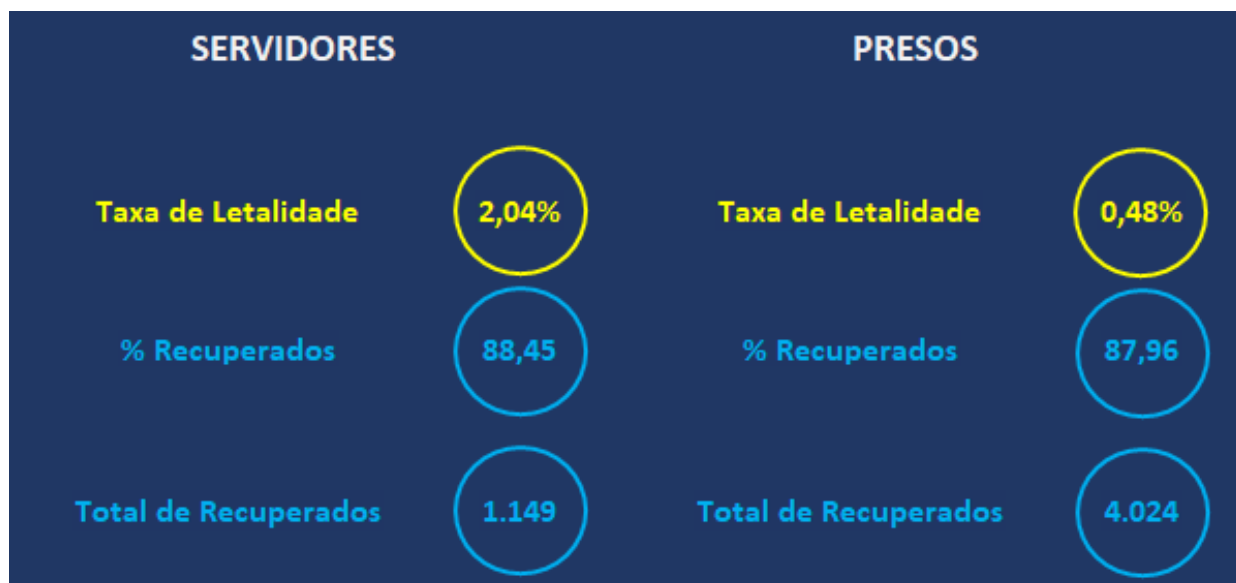 SERVIDORES
PRESOS
Taxa de Letalidade
2,04%
Taxa de Letalidade
0,48%
% Recuperados
88,45
% Recuperados
87,96
Total de Recuperados
1.149
Total de Recuperados
4.024